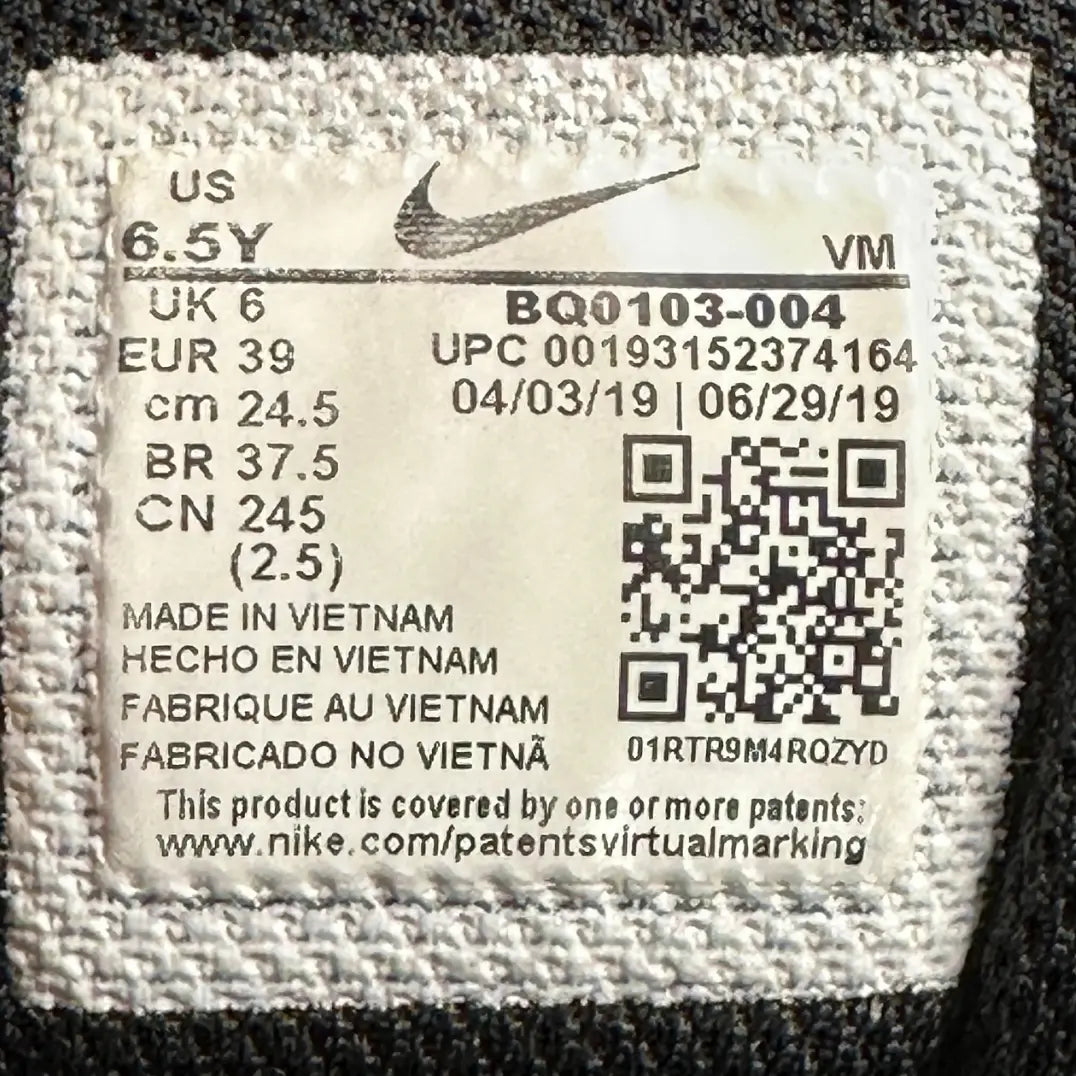 US
6.5Y
VM
UK 6
BQ0103-004
EUR 39
UPC 00193152374164
cm 24.5
04/03/19 | 06/29/19
BR 37.5
CN 245
(2.5)
MADE IN VIETNAM
HECHO EN VIETNAM
FABRIQUE AU VIETNAM
FABRICADO NO VIETNÃ
01RTR9M4RQZYD
This product is covered by one or more patents:
www.nike.com/patentsvirtualmarking